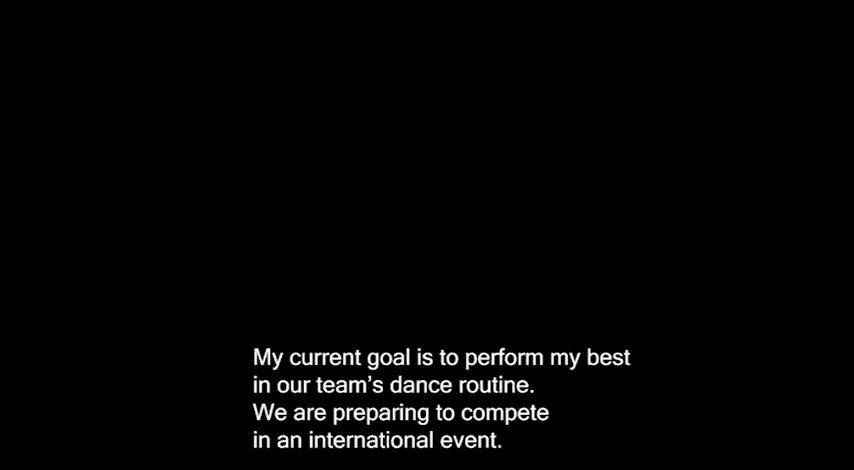 My current goal is to perform my best
in our team’s dance routine.
We are preparing to compete
in an international event.